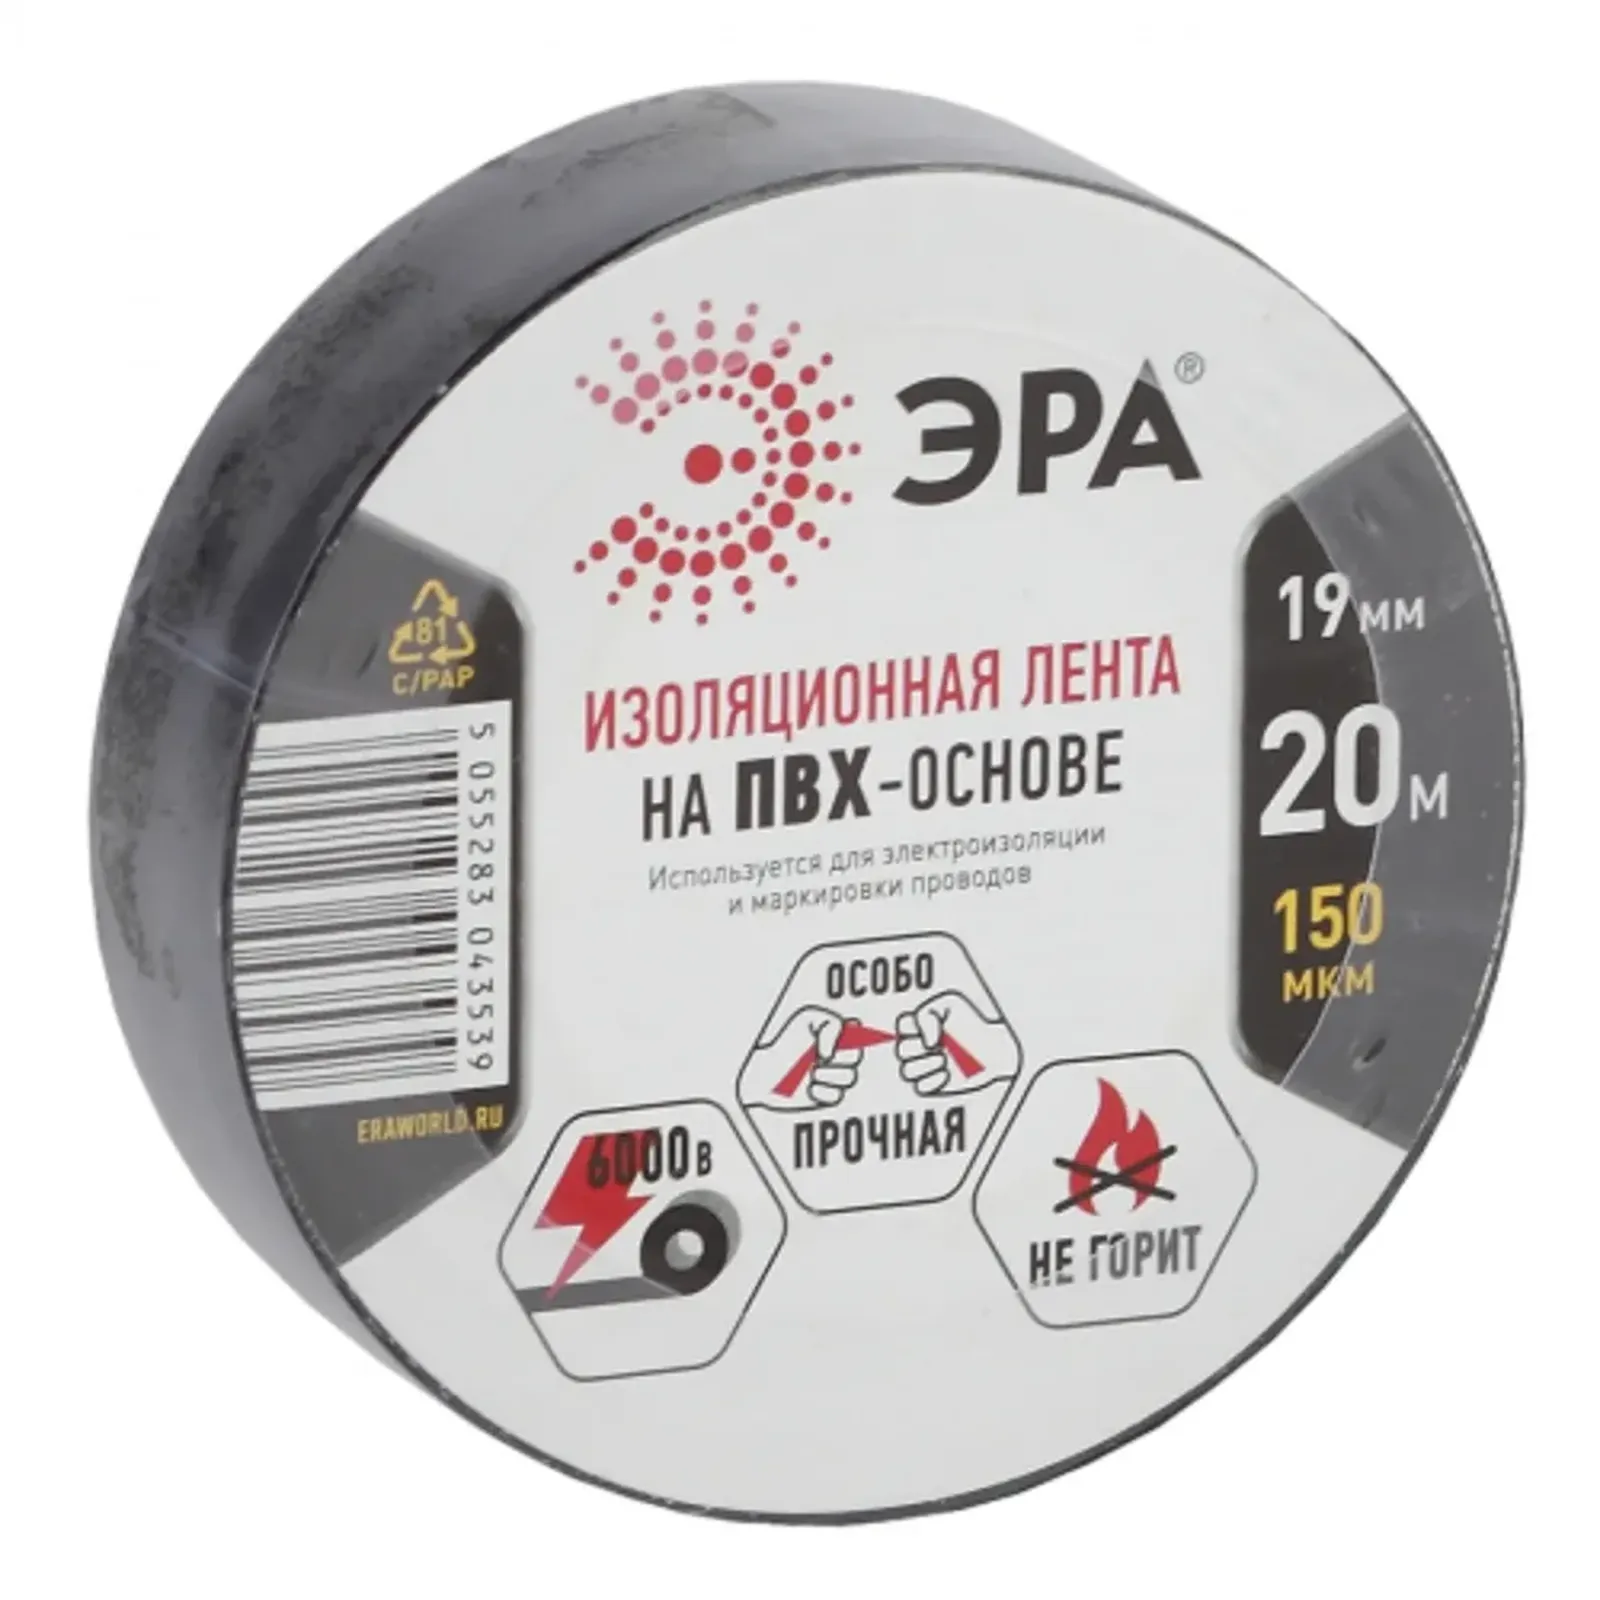 ЭРА®
ИЗОЛЯЦИОННАЯ ЛЕНТА
НА ПВХ-ОСНОВЕ
Используется для электроизоляции
и маркировки проводов
19 мм
20 м
150
мкм
ОСОБО
ПРОЧНАЯ
6000 В
НЕ ГОРИТ
81
C/PAP
5 055283 043539
ERAWORLD.RU